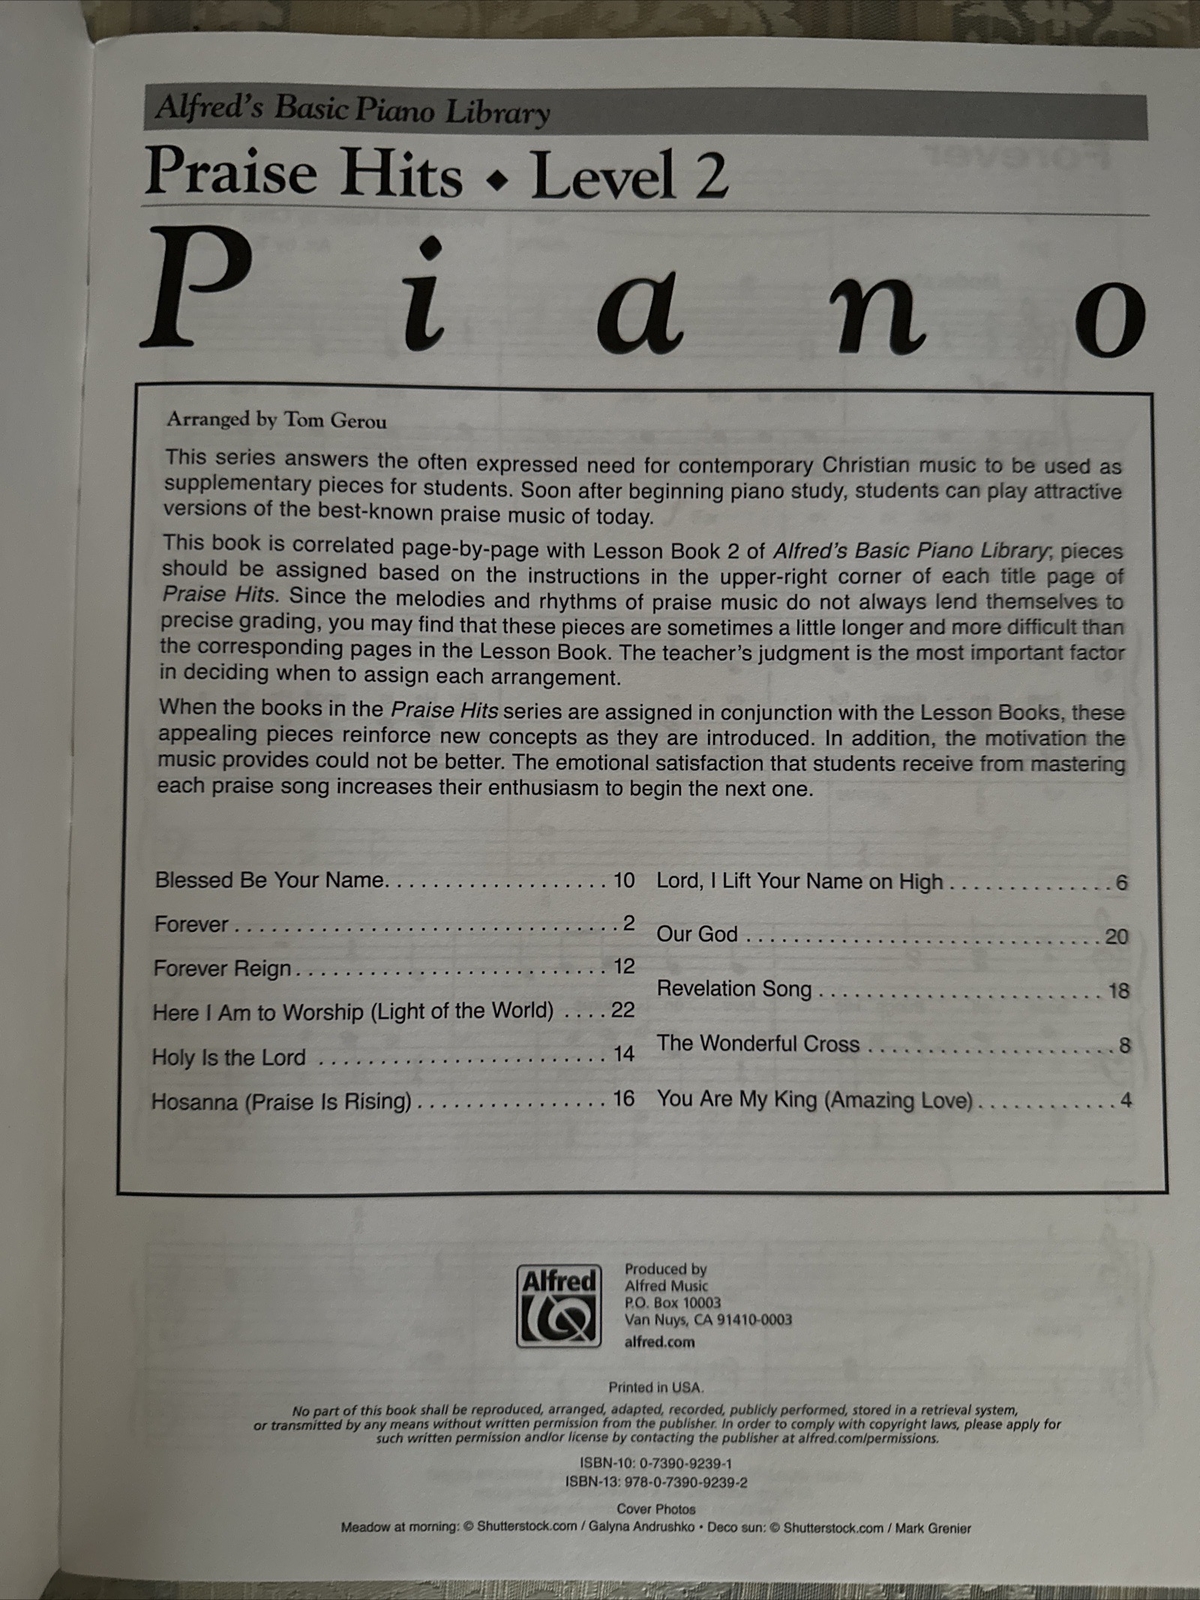 Alfred's Basic Piano Library
Praise Hits ◆ Level 2
Piano
Arranged by Tom Gerou
This series answers the often expressed need for contemporary Christian music to be used as
supplementary pieces for students. Soon after beginning piano study, students can play attractive
versions of the best-known praise music of today.
This book is correlated page-by-page with Lesson Book 2 of Alfred's Basic Piano Library; pieces
should be assigned based on the instructions in the upper-right corner of each title page of
Praise Hits. Since the melodies and rhythms of praise music do not always lend themselves to
precise grading, you may find that these pieces are sometimes a little longer and more difficult than
the corresponding pages in the Lesson Book. The teacher's judgment is the most important factor
in deciding when to assign each arrangement.
When the books in the Praise Hits series are assigned in conjunction with the Lesson Books, these
appealing pieces reinforce new concepts as they are introduced. In addition, the motivation the
music provides could not be better. The emotional satisfaction that students receive from mastering
each praise song increases their enthusiasm to begin the next one.
Blessed Be Your Name. . . . . . . . . . . . . . . . . . . 10
Forever . . . . . . . . . . . . . . . . . . . . . . . . . . . . . . . 2
Forever Reign. . . . . . . . . . . . . . . . . . . . . . . . . . 12
Here I Am to Worship (Light of the World) . . . . 22
Holy Is the Lord . . . . . . . . . . . . . . . . . . . . . . . . 14
Hosanna (Praise Is Rising) . . . . . . . . . . . . . . . . 16
Lord, I Lift Your Name on High . . . . . . . . . . . . . . 6
Our God . . . . . . . . . . . . . . . . . . . . . . . . . . . . . 20
Revelation Song . . . . . . . . . . . . . . . . . . . . . . . 18
The Wonderful Cross . . . . . . . . . . . . . . . . . . . . . 8
You Are My King (Amazing Love) . . . . . . . . . . . . 4
Alfred
Produced by
Alfred Music
P.O. Box 10003
Van Nuys, CA 91410-0003
alfred.com
Printed in USA.
No part of this book shall be reproduced, arranged, adapted, recorded, publicly performed, stored in a retrieval system,
or transmitted by any means without written permission from the publisher. In order to comply with copyright laws, please apply for
such written permission and/or license by contacting the publisher at alfred.com/permissions.
ISBN-10: 0-7390-9239-1
ISBN-13: 978-0-7390-9239-2
Cover Photos
Meadow at morning: © Shutterstock.com / Galyna Andrushko • Deco sun: © Shutterstock.com / Mark Grenier